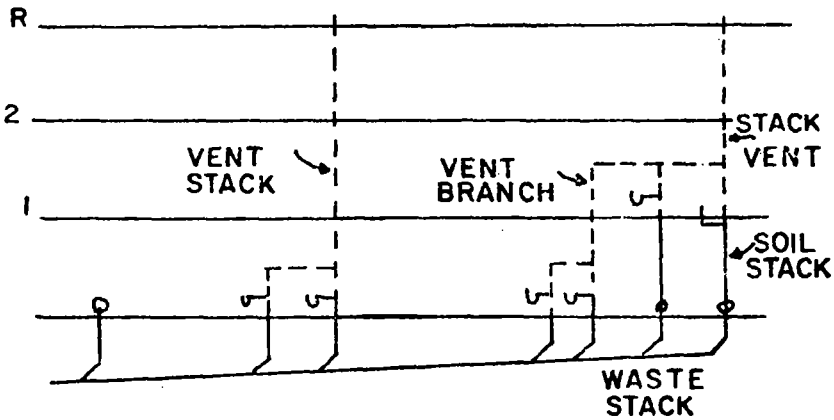 R
2
STACK
VENT
VENT
STACK
VENT
BRANCH
1
SOIL
STACK
WASTE
STACK